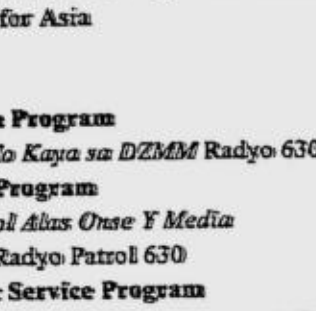 for Asia
Program
Kaya sa DZMM Radyo 630
Program
Alas Onse Y Media
Radyo Patrol 630)
Service Program